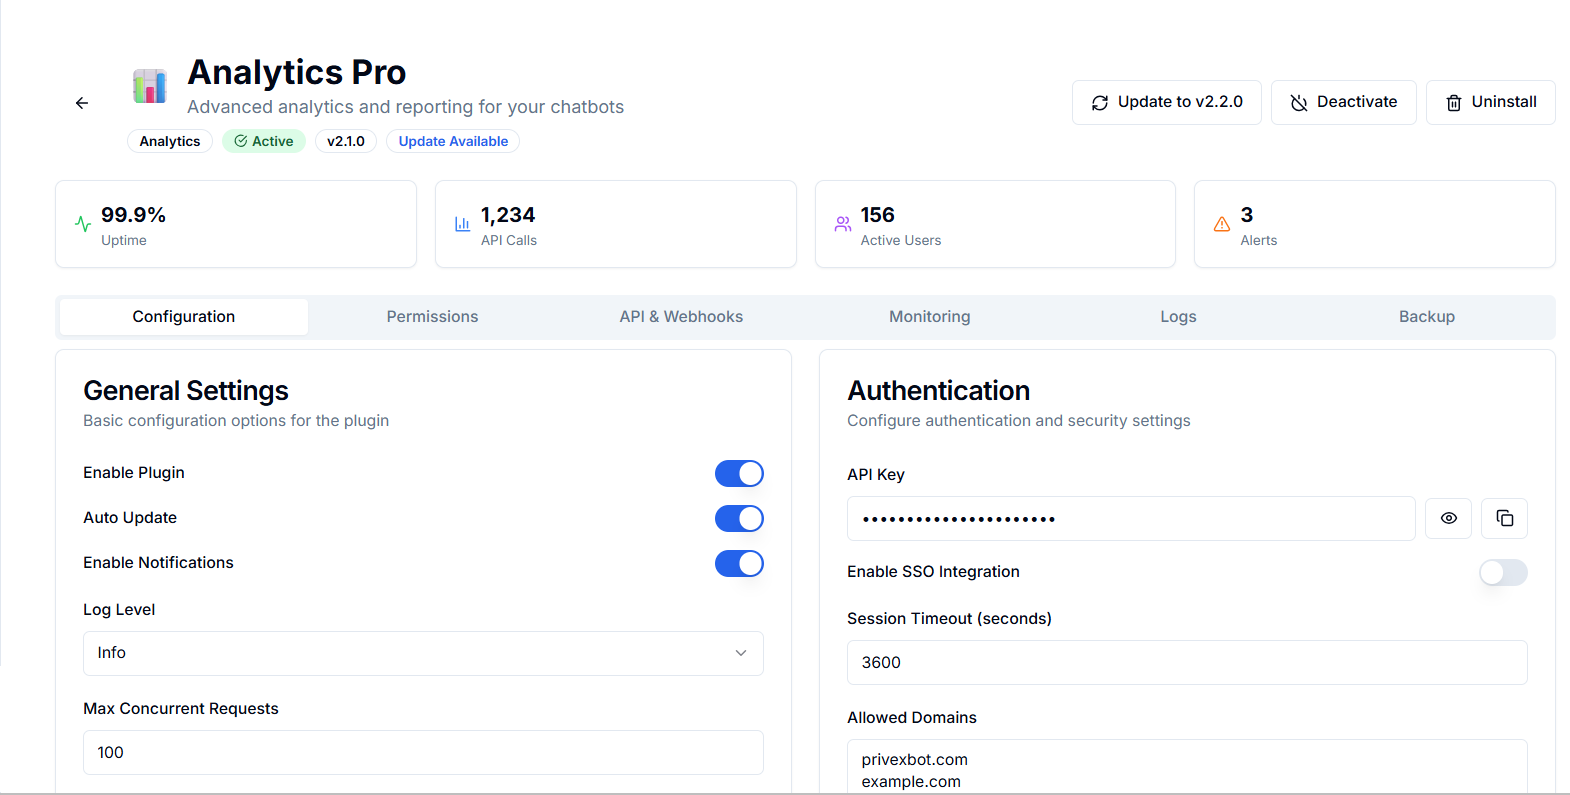 Analytics Pro
Advanced analytics and reporting for your chatbots
Update to v2.2.0
Deactivate
Uninstall
Analytics
Active
v2.1.0
Update Available
99.9%
Uptime
1,234
API Calls
156
Active Users
3
Alerts
Configuration
Permissions
API & Webhooks
Monitoring
Logs
Backup
General Settings
Basic configuration options for the plugin
Enable Plugin
Auto Update
Enable Notifications
Log Level
Info
Max Concurrent Requests
100
Authentication
Configure authentication and security settings
API Key
••••••••••••••••••••••
Enable SSO Integration
Session Timeout (seconds)
3600
Allowed Domains
privexbot.com
example.com